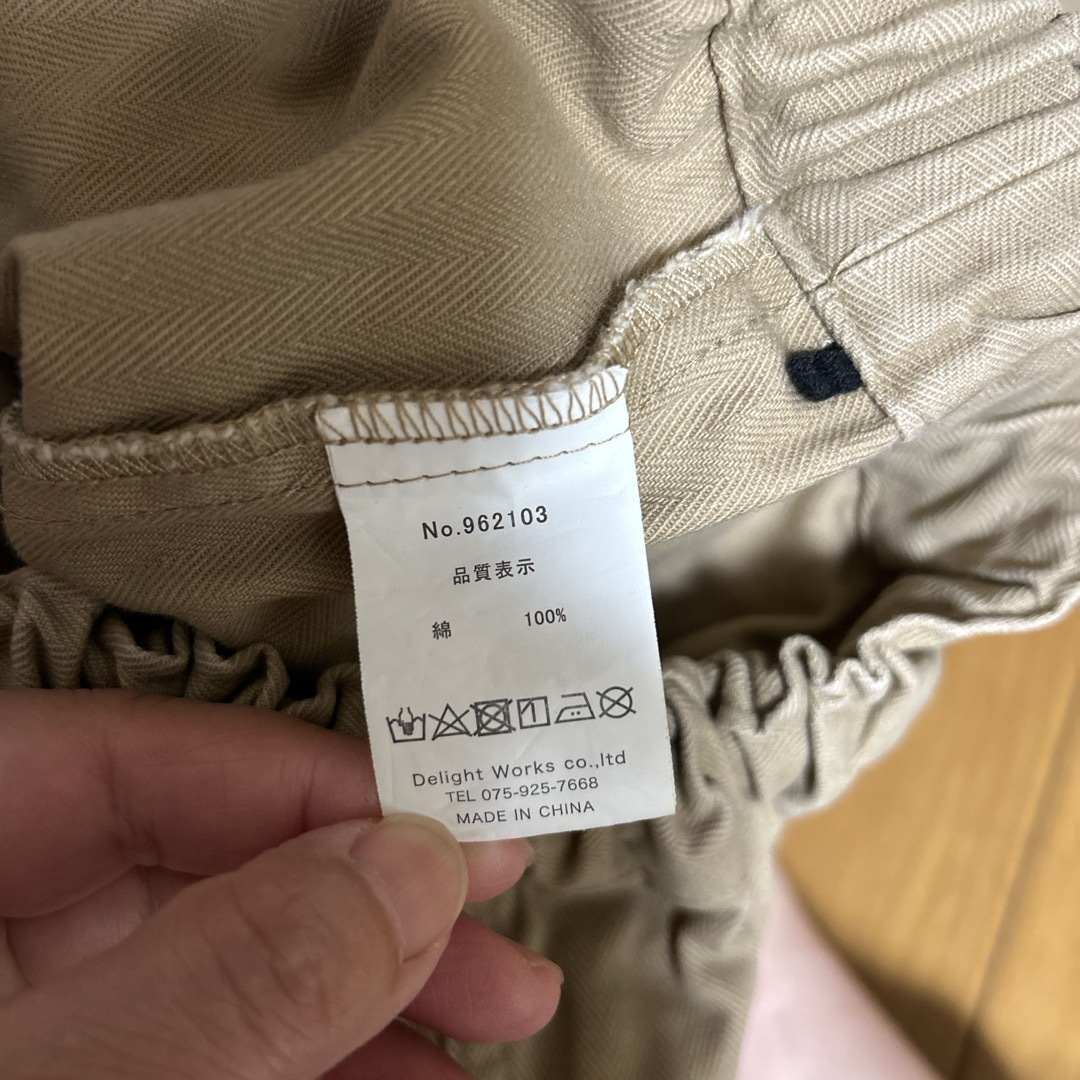 No.962103
品質表示
綿 100%
Delight Works co.,ltd
TEL 075-925-7668
MADE IN CHINA